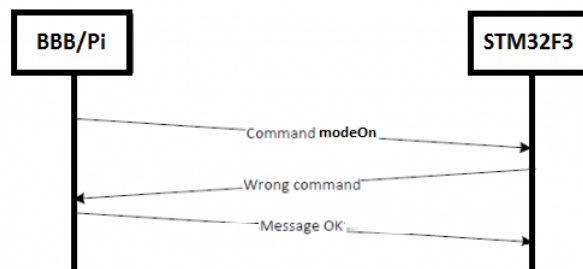 BBB/Pi
STM32F3
Command modeOn
Wrong command
Message OK